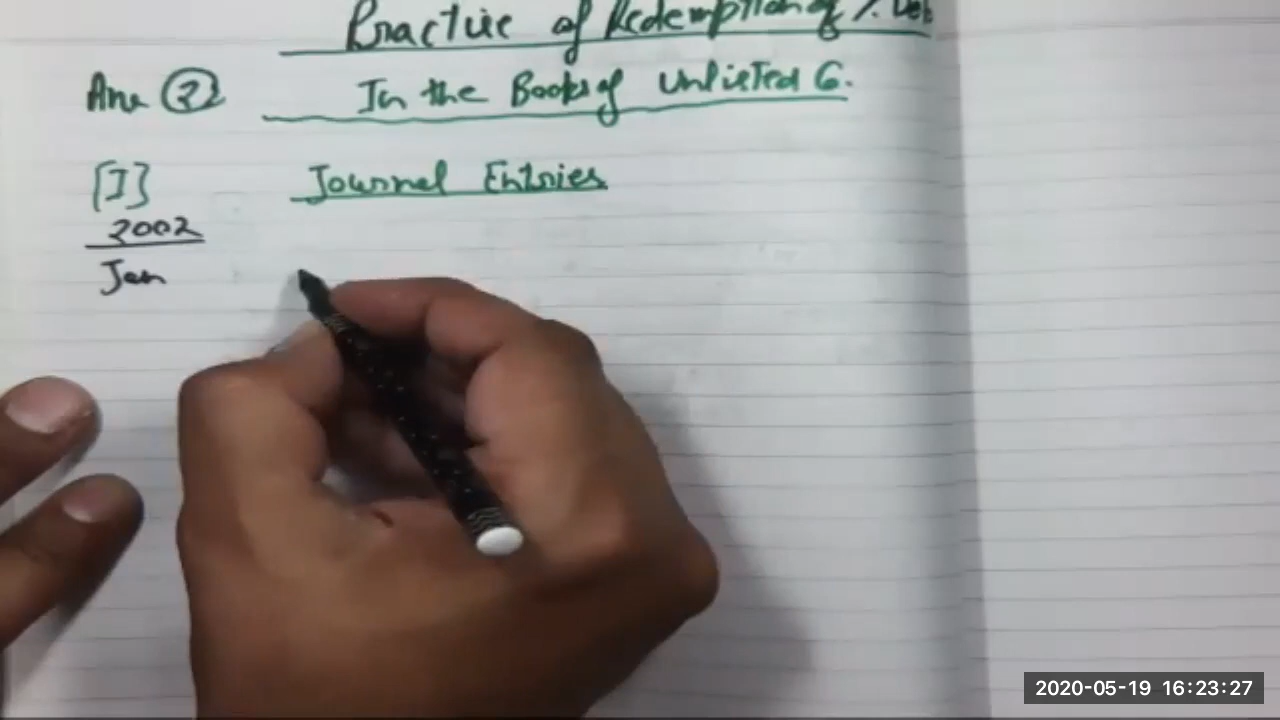 Practice of Redemption of % Deb
Ans (2) In the Books of Unlisted Co.
[I] Journal Entries
2002
Jan
2020-05-19 16:23:27